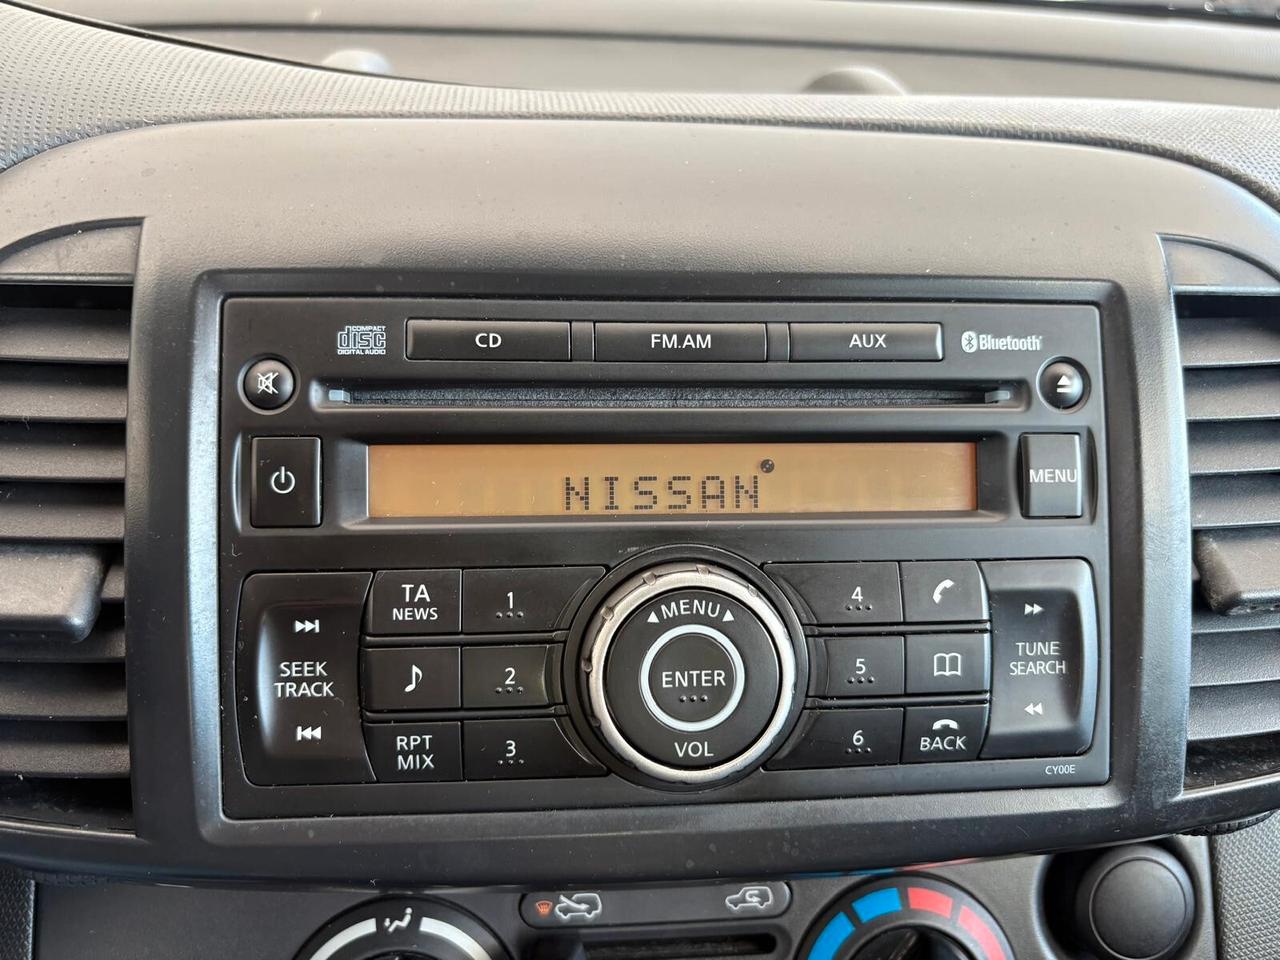 COMPACT
disc
DIGITAL AUDIO
CD
FM.AM
AUX
Bluetooth
NISSAN
MENU
SEEK
TRACK
TA
NEWS
1
2
RPT
MIX
3
MENU
ENTER
VOL
4
5
6
BACK
TUNE
SEARCH
CY00E